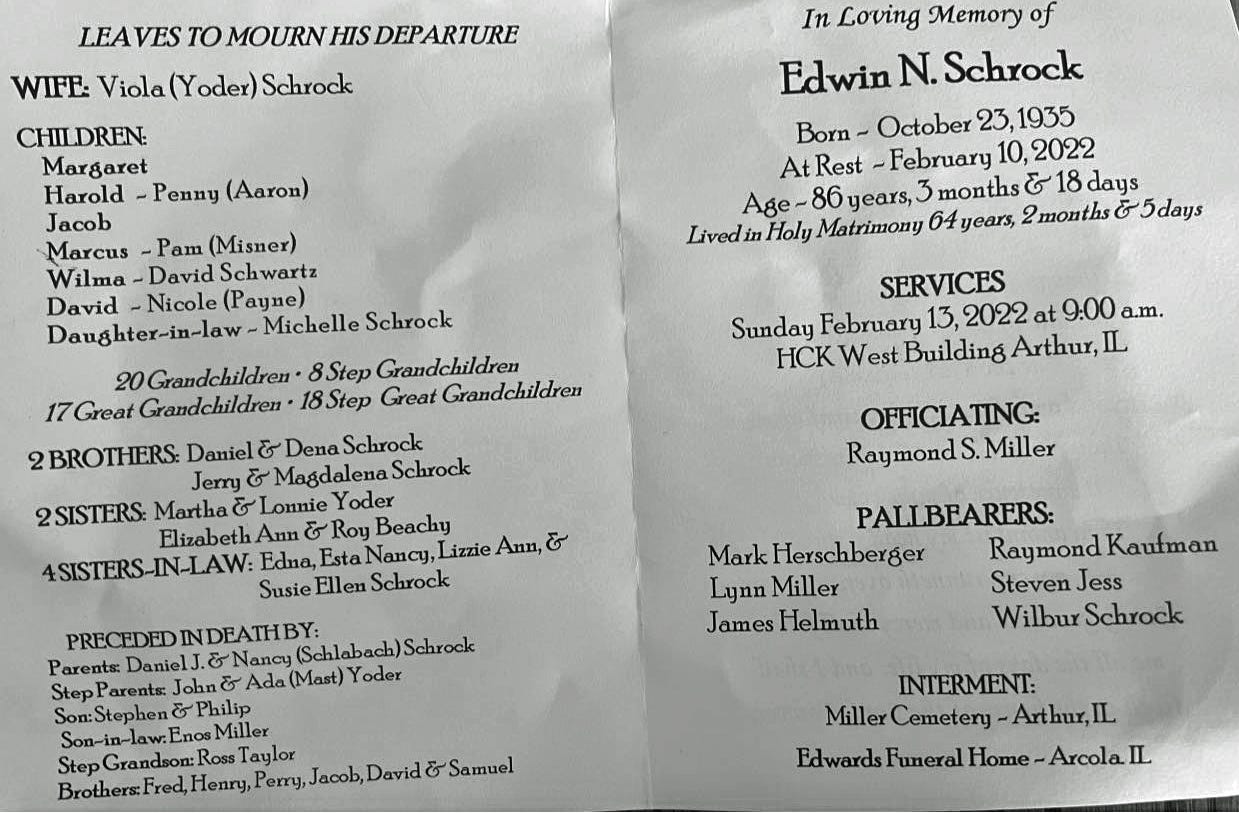 LEAVES TO MOURN HIS DEPARTURE
WIFE: Viola (Yoder) Schrock
CHILDREN:
Margaret
Harold ~ Penny (Aaron)
Jacob
Marcus ~ Pam (Misner)
Wilma ~ David Schwartz
David ~ Nicole (Payne)
Daughter~in~law ~ Michelle Schrock
20 Grandchildren · 8 Step Grandchildren
17 Great Grandchildren · 18 Step Great Grandchildren
2 BROTHERS: Daniel & Dena Schrock
Jerry & Magdalena Schrock
2 SISTERS: Martha & Lonnie Yoder
Elizabeth Ann & Roy Beachy
4 SISTERS~IN~LAW: Edna, Esta Nancy, Lizzie Ann, &
Susie Ellen Schrock
PRECEDED IN DEATH BY:
Parents: Daniel J. & Nancy (Schlabach) Schrock
Step Parents: John & Ada (Mast) Yoder
Son: Stephen & Philip
Son~in~law: Enos Miller
Step Grandson: Ross Taylor
Brothers: Fred, Henry, Perry, Jacob, David & Samuel
In Loving Memory of
Edwin N. Schrock
Born ~ October 23, 1935
At Rest ~ February 10, 2022
Age ~ 86 years, 3 months & 18 days
Lived in Holy Matrimony 64 years, 2 months & 5 days
SERVICES
Sunday February 13, 2022 at 9:00 a.m.
HCK West Building Arthur, IL
OFFICIATING:
Raymond S. Miller
PALLBEARERS:
Mark Herschberger Raymond Kaufman
Lynn Miller Steven Jess
James Helmuth Wilbur Schrock
INTERMENT:
Miller Cemetery ~ Arthur, IL
Edwards Funeral Home ~ Arcola IL